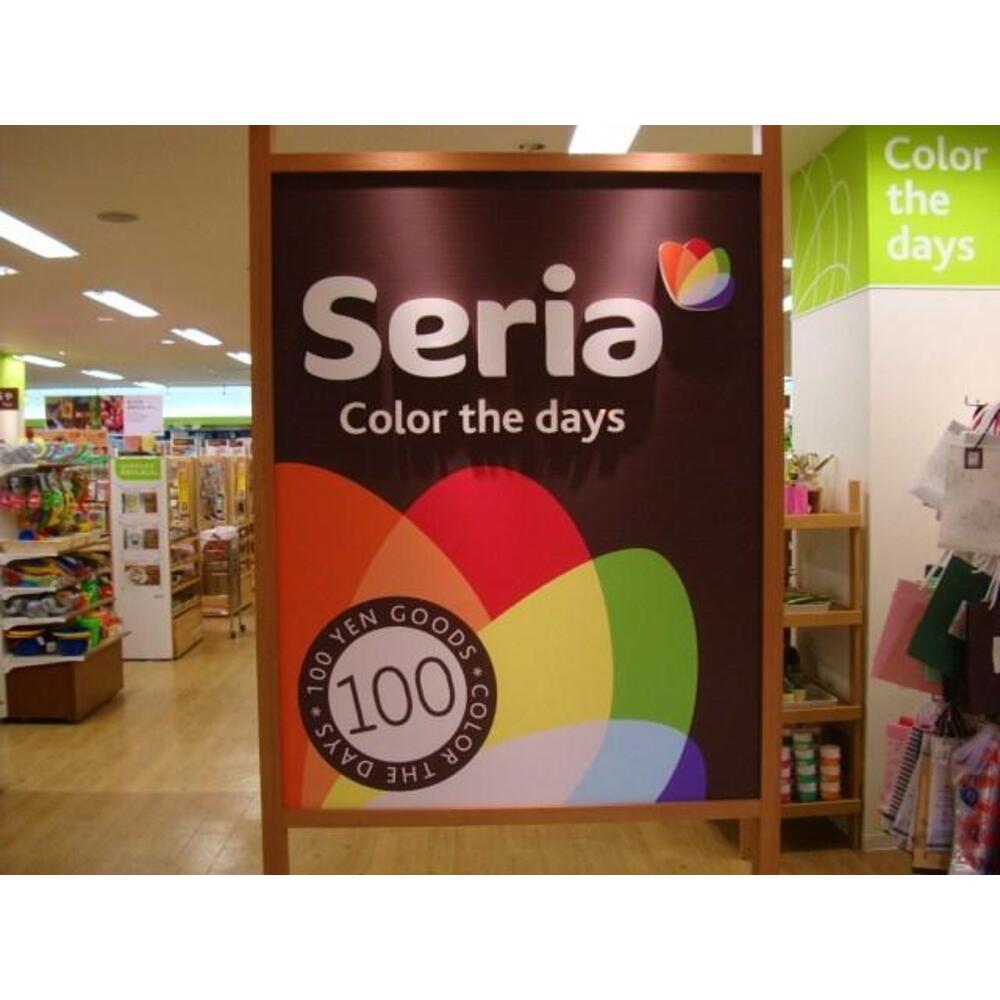 Seria
Color the days
* 100 YEN GOODS * COLOR THE DAYS
100
Color
the
days